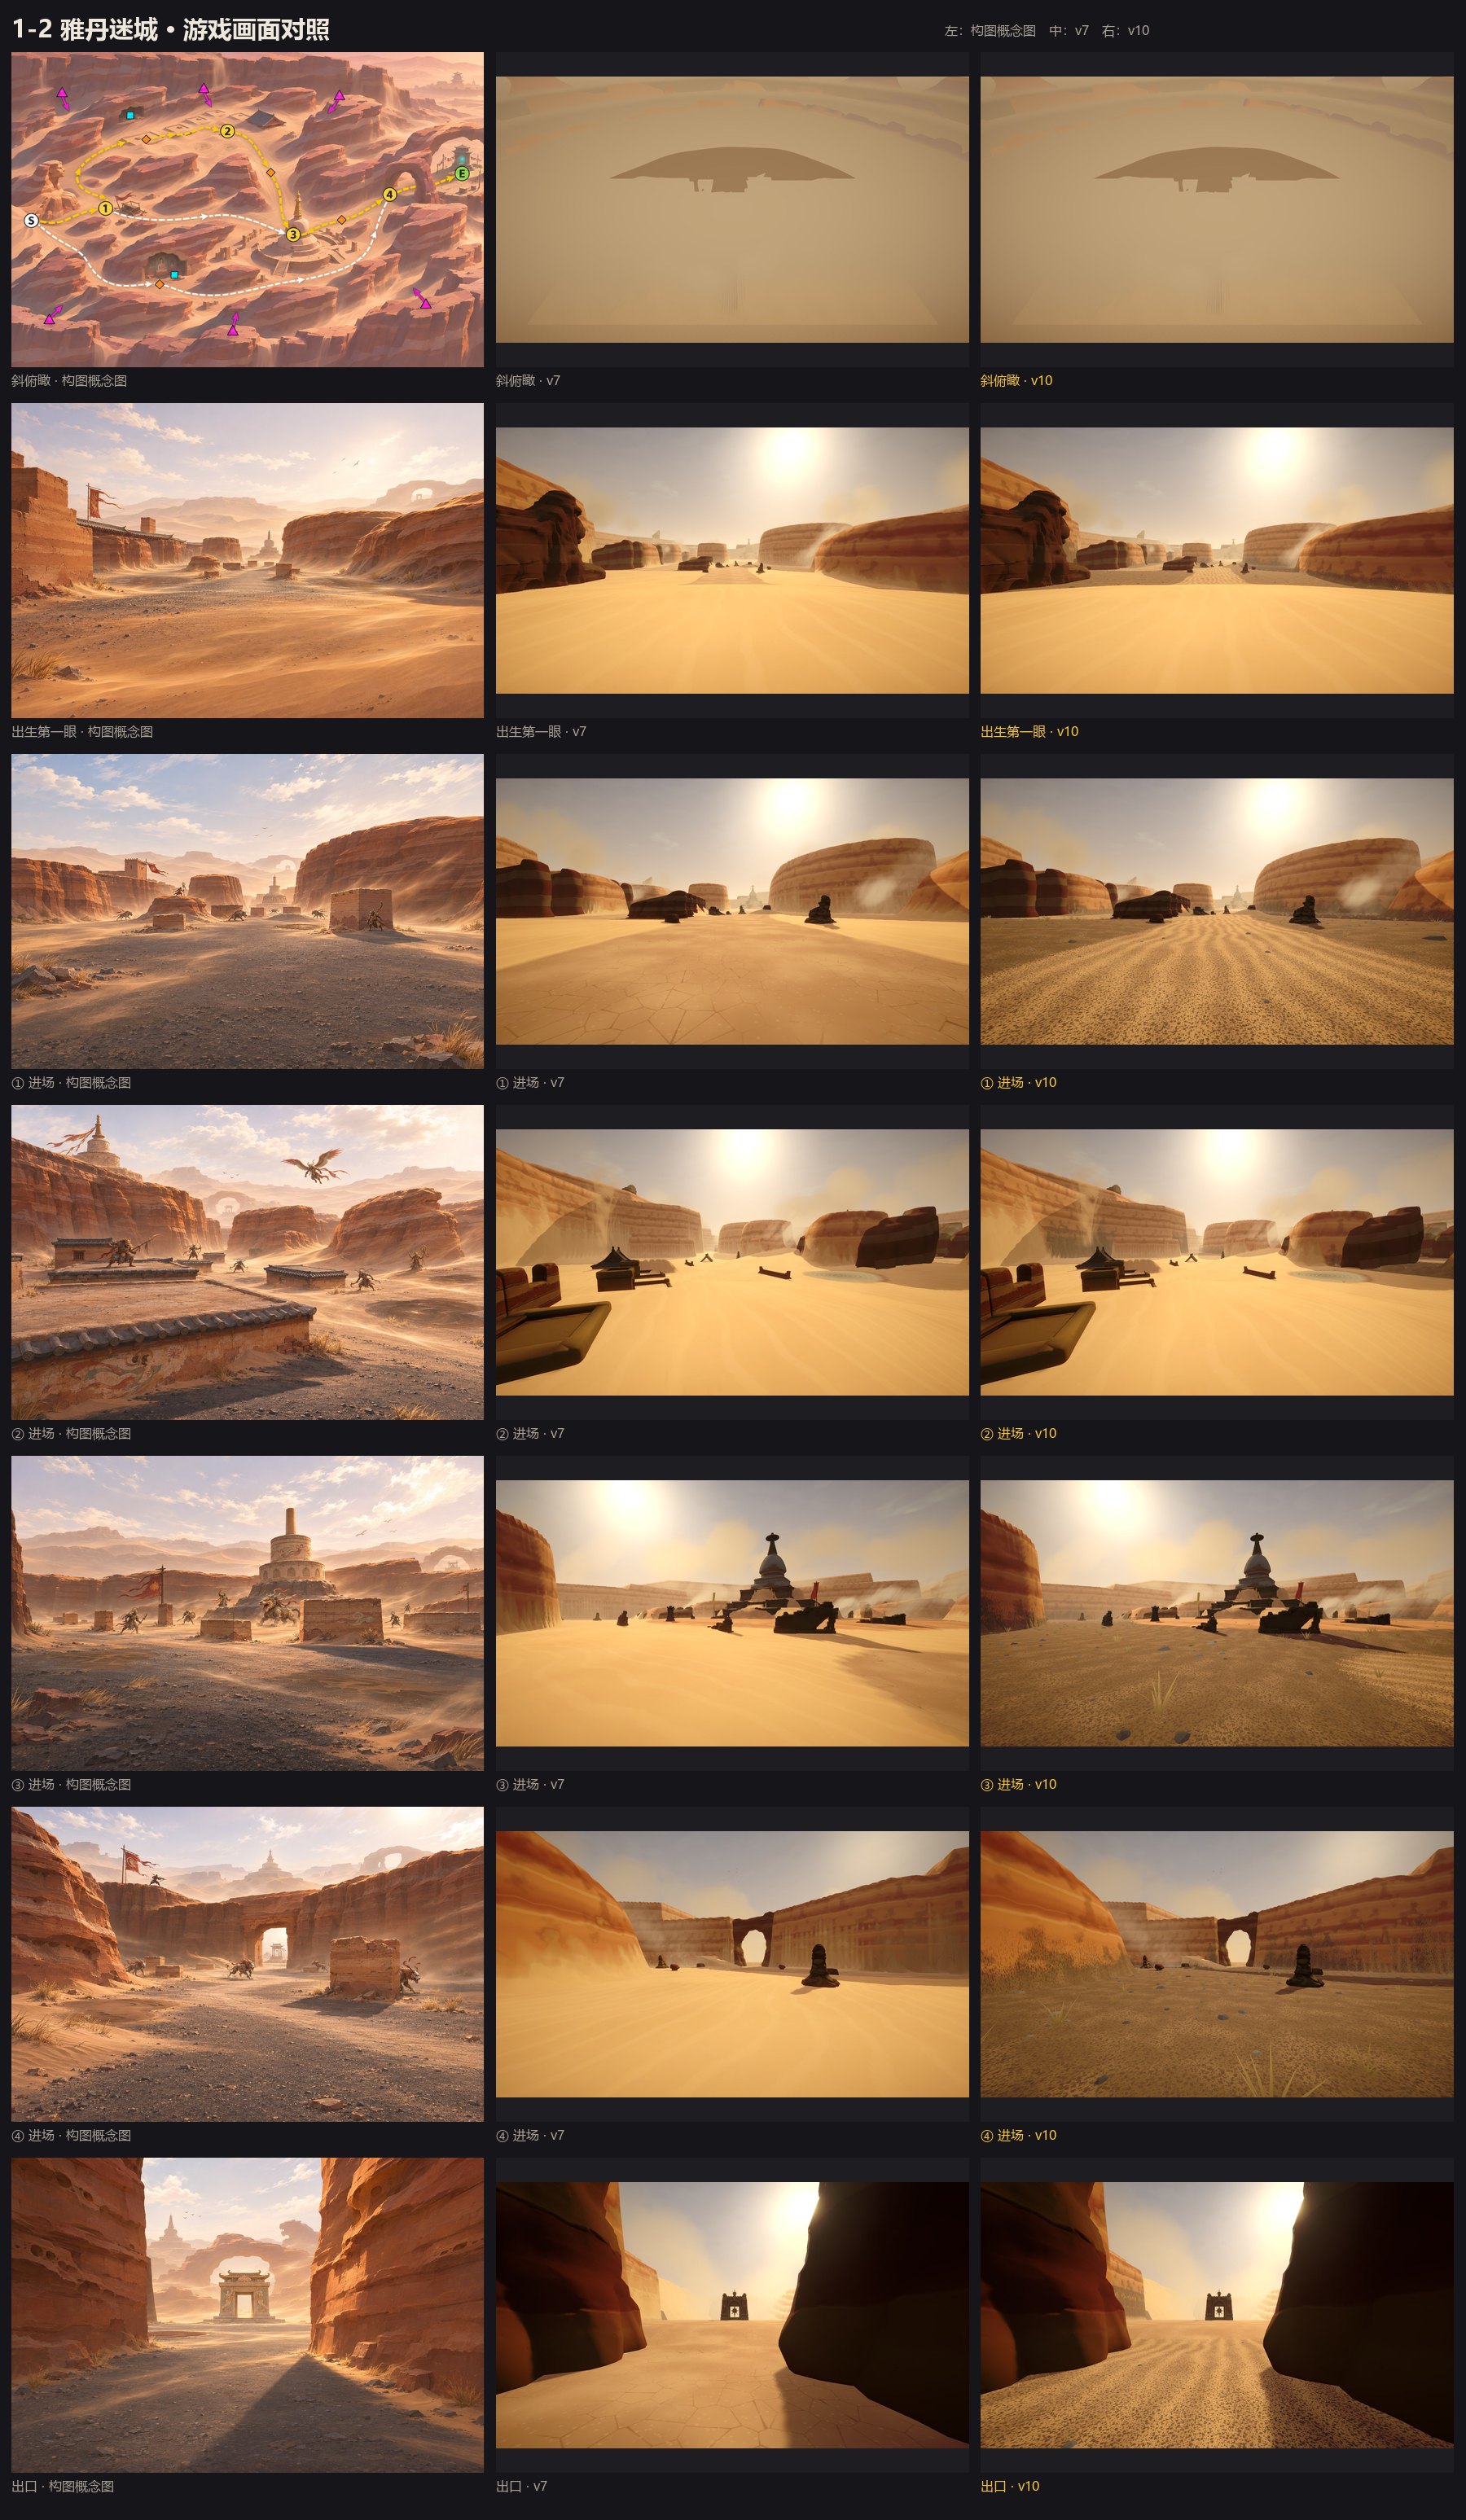 1-2 雅丹迷城 • 游戏画面对照
左：构图概念图 中：v7 右：v10
S
1
2
3
4
E
斜俯瞰 · 构图概念图
斜俯瞰 · v7
斜俯瞰 · v10
出生第一眼 · 构图概念图
出生第一眼 · v7
出生第一眼 · v10
① 进场 · 构图概念图
① 进场 · v7
① 进场 · v10
② 进场 · 构图概念图
② 进场 · v7
② 进场 · v10
③ 进场 · 构图概念图
③ 进场 · v7
③ 进场 · v10
④ 进场 · 构图概念图
④ 进场 · v7
④ 进场 · v10
出口 · 构图概念图
出口 · v7
出口 · v10